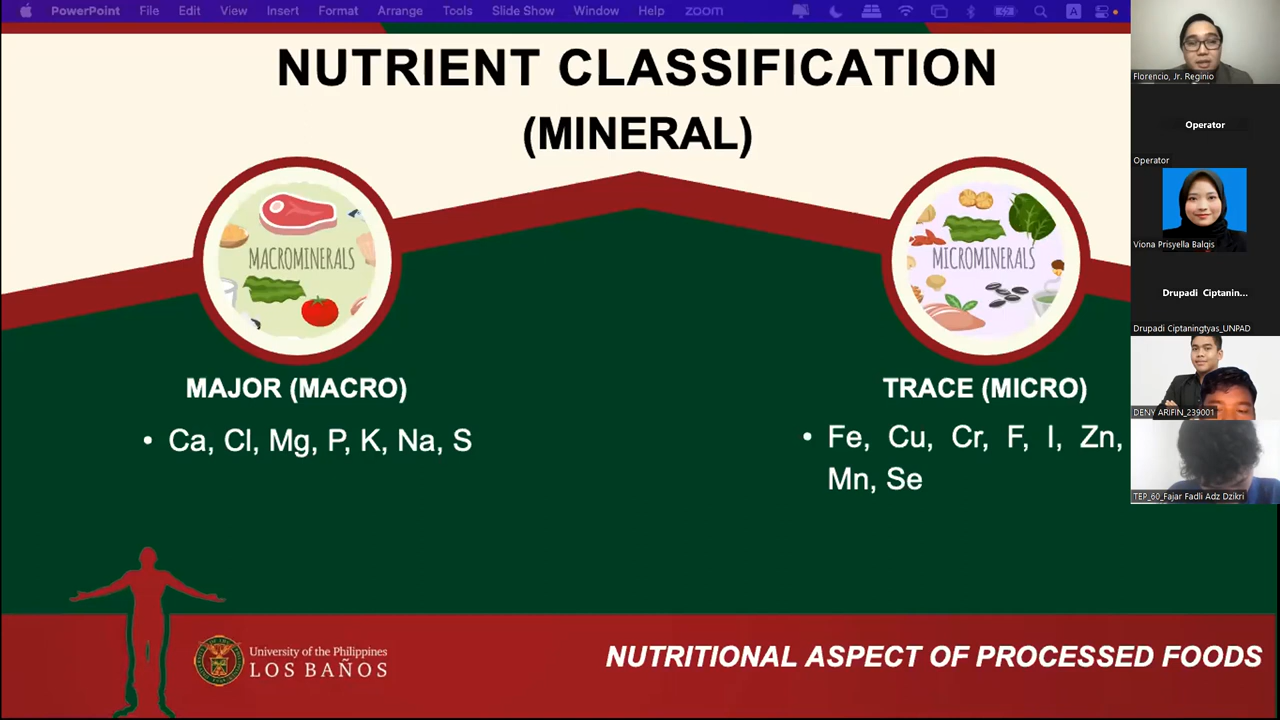 PowerPoint File Edit View Insert Format Arrange Tools Slide Show Window Help zoom A
NUTRIENT CLASSIFICATION
(MINERAL)
MACROMINERALS
MICROMINERALS
MAJOR (MACRO)
• Ca, Cl, Mg, P, K, Na, S
TRACE (MICRO)
• Fe, Cu, Cr, F, I, Zn,
Mn, Se
University of the Philippines
LOS BAÑOS
NUTRITIONAL ASPECT OF PROCESSED FOODS
Florencio, Jr. Reginio
Operator
Operator
Viona Prisyella Balqis
Drupadi Ciptanin...
Drupadi Ciptaningtyas_UNPAD
DENY ARIFIN_239001
TEP_60_Fajar Fadli Adz Dzikri